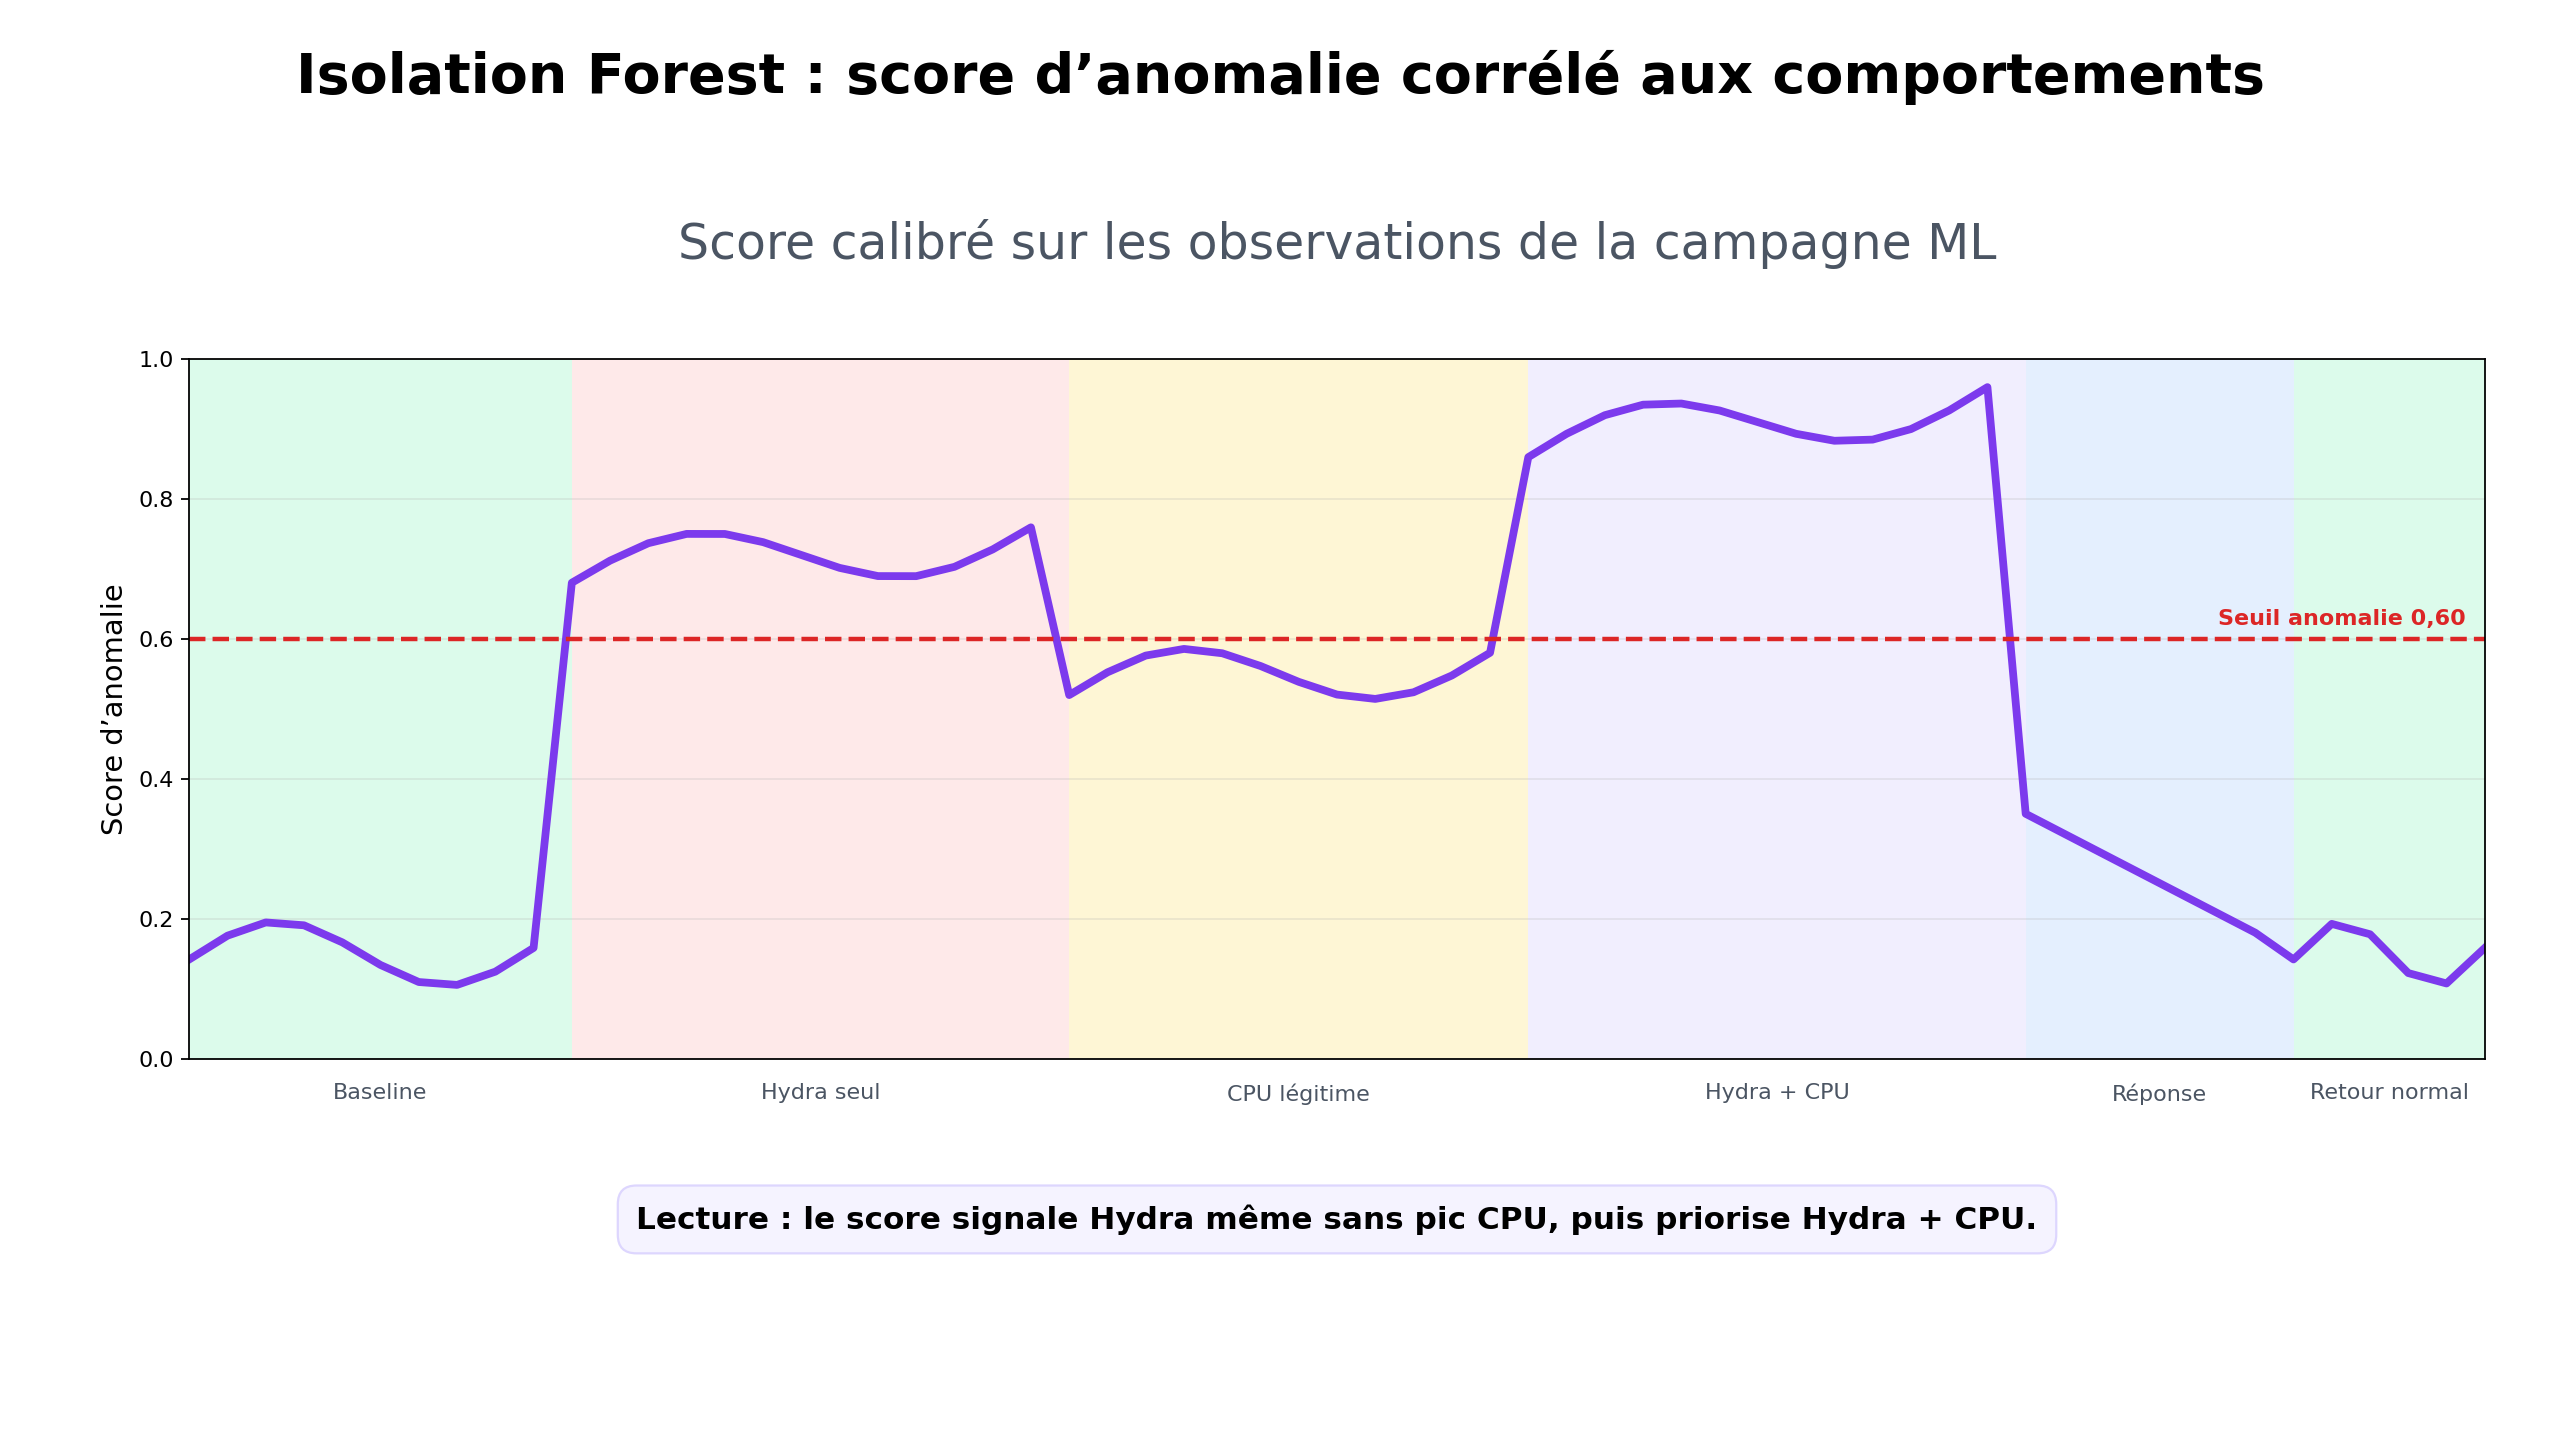 Isolation Forest : score d’anomalie corrélé aux comportements
Score calibré sur les observations de la campagne ML
Score d’anomalie
1.0
0.8
0.6
0.4
0.2
0.0
Seuil anomalie 0,60
Baseline
Hydra seul
CPU légitime
Hydra + CPU
Réponse
Retour normal
Lecture : le score signale Hydra même sans pic CPU, puis priorise Hydra + CPU.